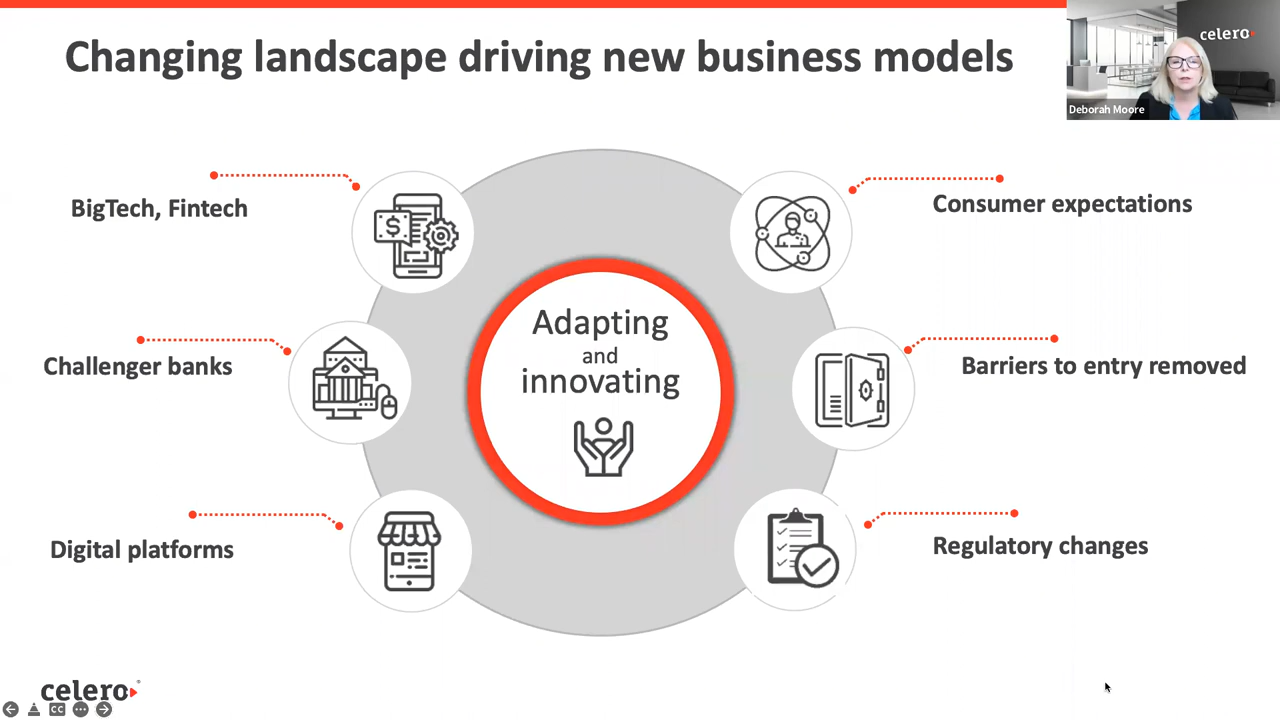 Changing landscape driving new business models
celero
Deborah Moore
BigTech, Fintech
Consumer expectations
$
Adapting
and
innovating
Challenger banks
Barriers to entry removed
Digital platforms
Regulatory changes
celero
CC